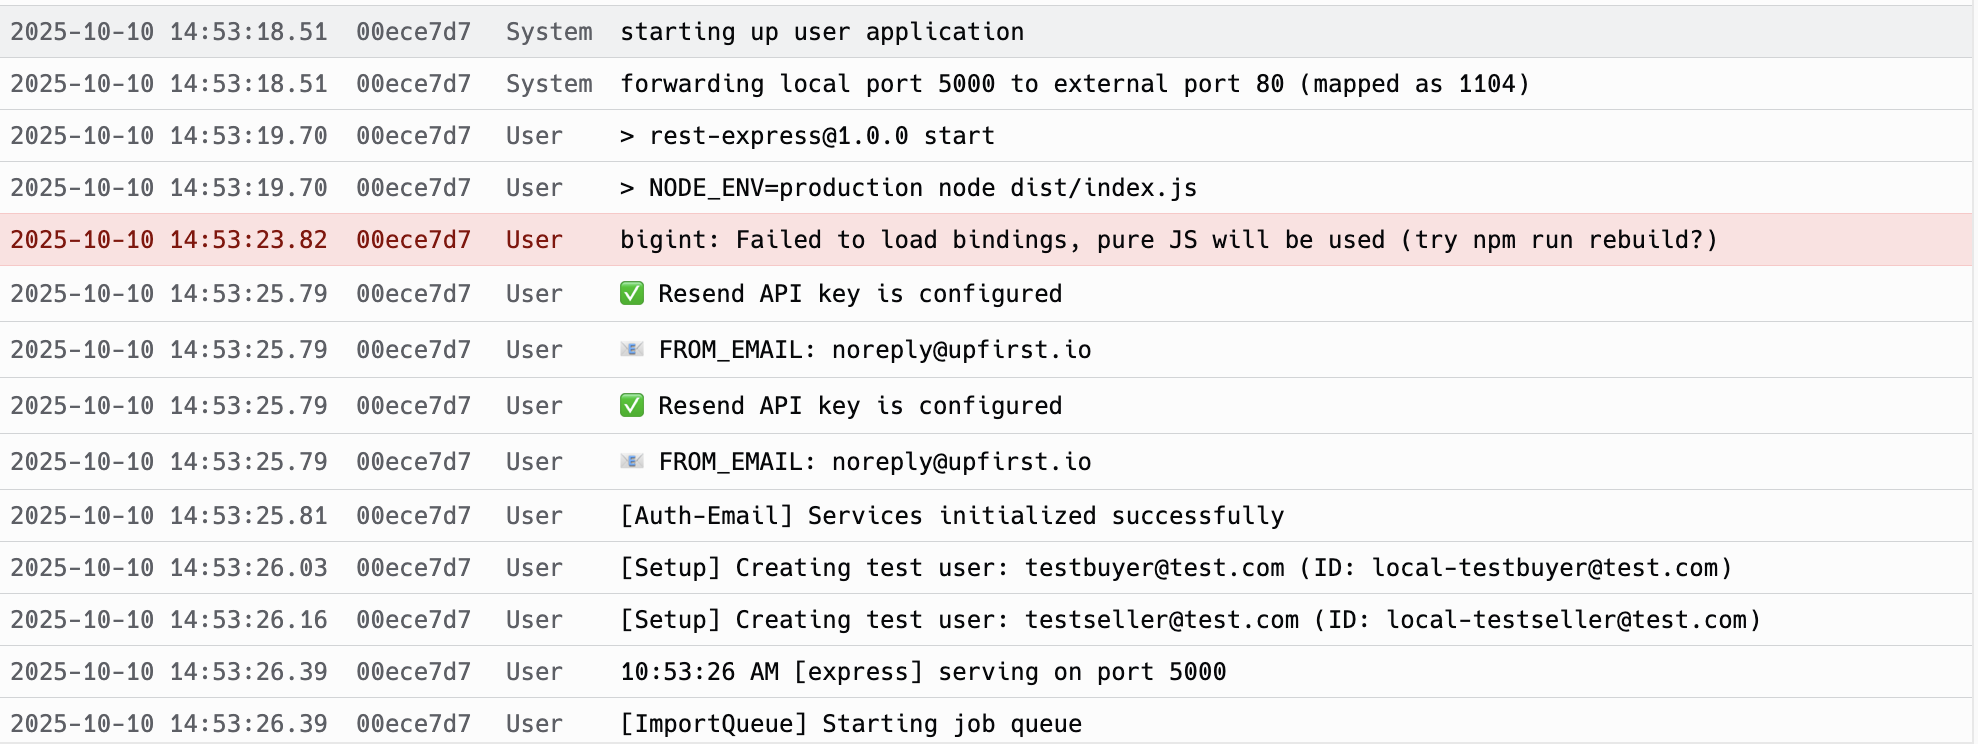 2025-10-10 14:53:18.51 00ece7d7 System starting up user application
2025-10-10 14:53:18.51 00ece7d7 System forwarding local port 5000 to external port 80 (mapped as 1104)
2025-10-10 14:53:19.70 00ece7d7 User > rest-express@1.0.0 start
2025-10-10 14:53:19.70 00ece7d7 User > NODE_ENV=production node dist/index.js
2025-10-10 14:53:23.82 00ece7d7 User bigint: Failed to load bindings, pure JS will be used (try npm run rebuild?)
2025-10-10 14:53:25.79 00ece7d7 User ✅ Resend API key is configured
2025-10-10 14:53:25.79 00ece7d7 User 📧 FROM_EMAIL: noreply@upfirst.io
2025-10-10 14:53:25.79 00ece7d7 User ✅ Resend API key is configured
2025-10-10 14:53:25.79 00ece7d7 User 📧 FROM_EMAIL: noreply@upfirst.io
2025-10-10 14:53:25.81 00ece7d7 User [Auth-Email] Services initialized successfully
2025-10-10 14:53:26.03 00ece7d7 User [Setup] Creating test user: testbuyer@test.com (ID: local-testbuyer@test.com)
2025-10-10 14:53:26.16 00ece7d7 User [Setup] Creating test user: testseller@test.com (ID: local-testseller@test.com)
2025-10-10 14:53:26.39 00ece7d7 User 10:53:26 AM [express] serving on port 5000
2025-10-10 14:53:26.39 00ece7d7 User [ImportQueue] Starting job queue